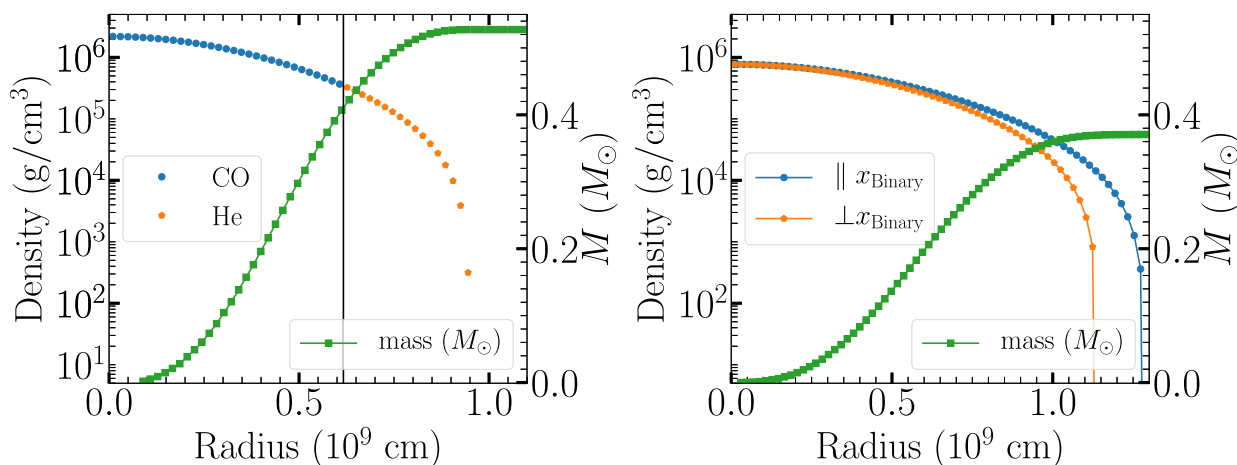 Density (g/cm³)
10⁶
10⁵
10⁴
10³
10²
10¹
CO
He
mass (M☉)
0.0
0.5
1.0
Radius (10⁹ cm)
0.4
0.2
0.0
M (M☉)
Density (g/cm³)
10⁶
10⁴
10²
∥ x_Binary
⊥x_Binary
mass (M☉)
0.0
0.5
1.0
Radius (10⁹ cm)
0.4
0.2
0.0
M (M☉)